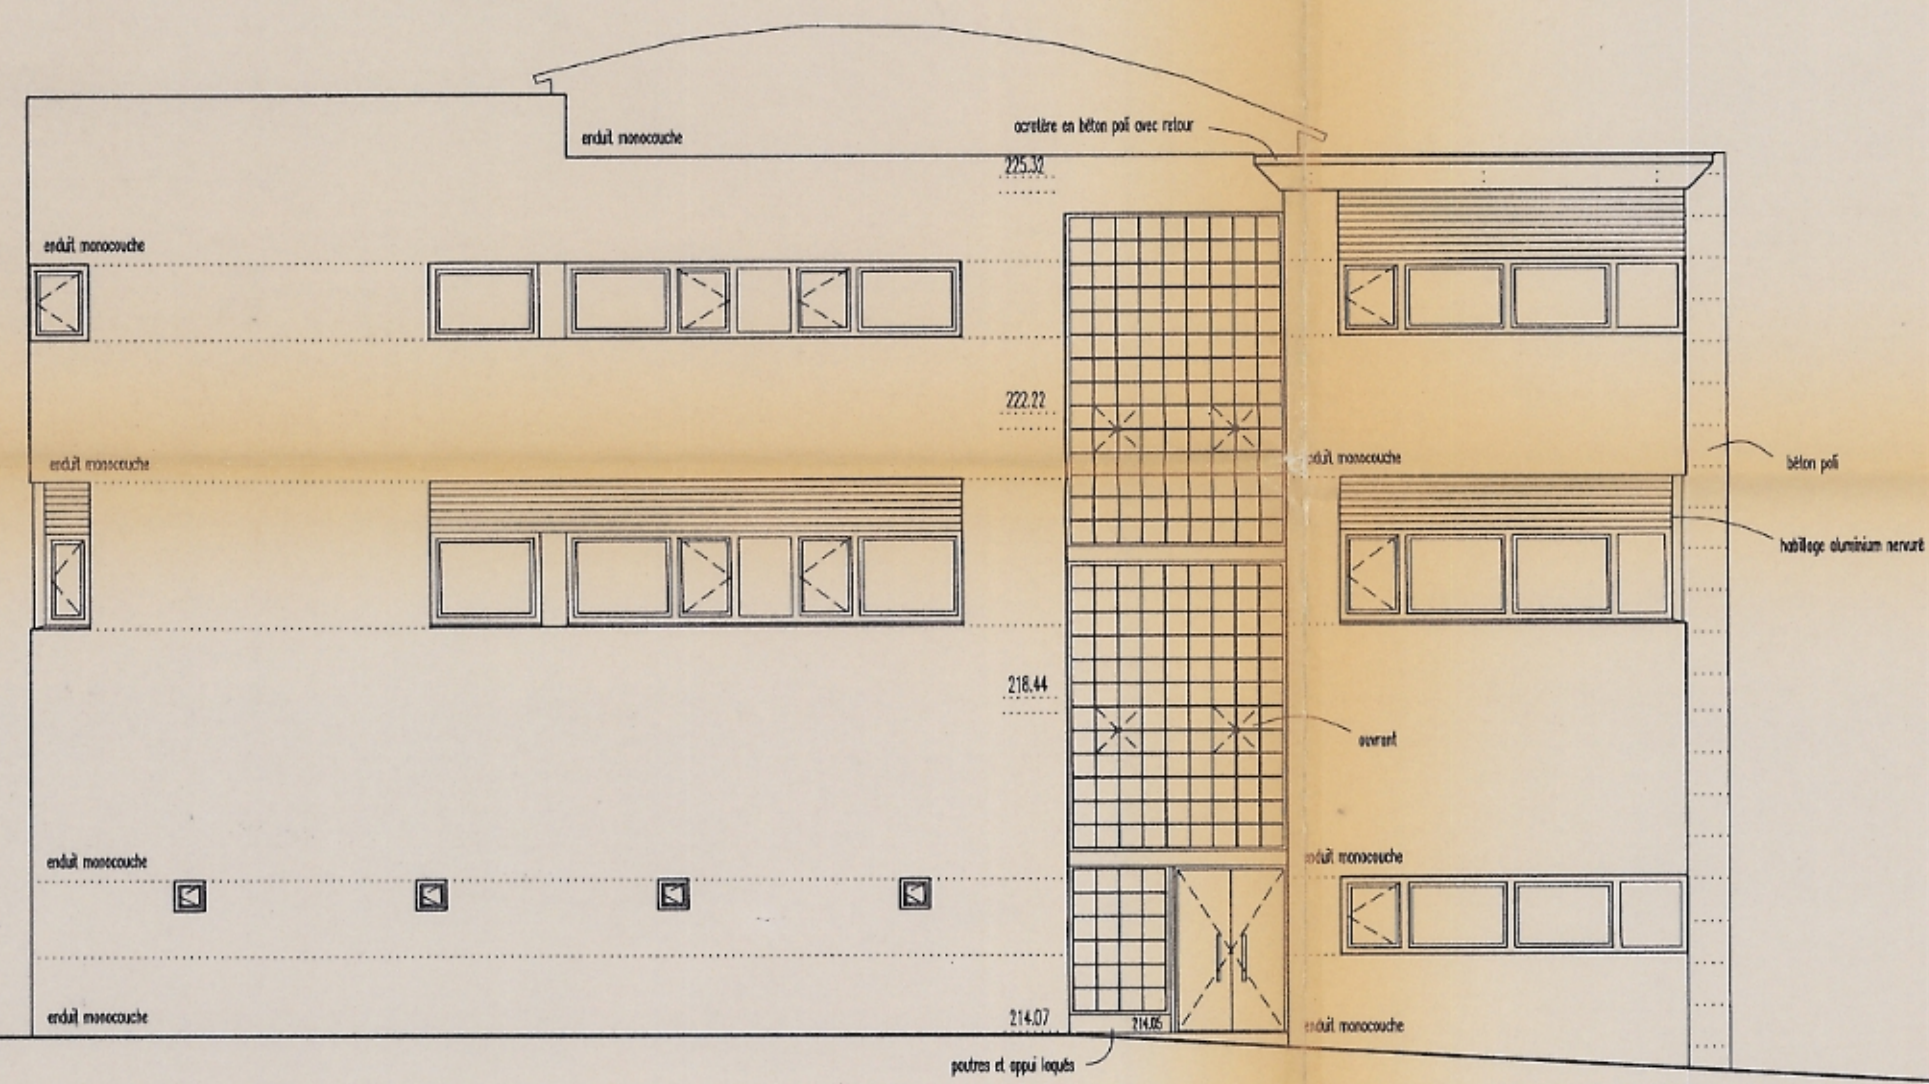 enduit monocouche
acrotère en béton poli avec retour
225.32
enduit monocouche
222.22
enduit monocouche
enduit monocouche
béton poli
habillage aluminium nervuré
218.44
ouvrant
enduit monocouche
enduit monocouche
enduit monocouche
214.07
214.05
enduit monocouche
poutres et appui laqués